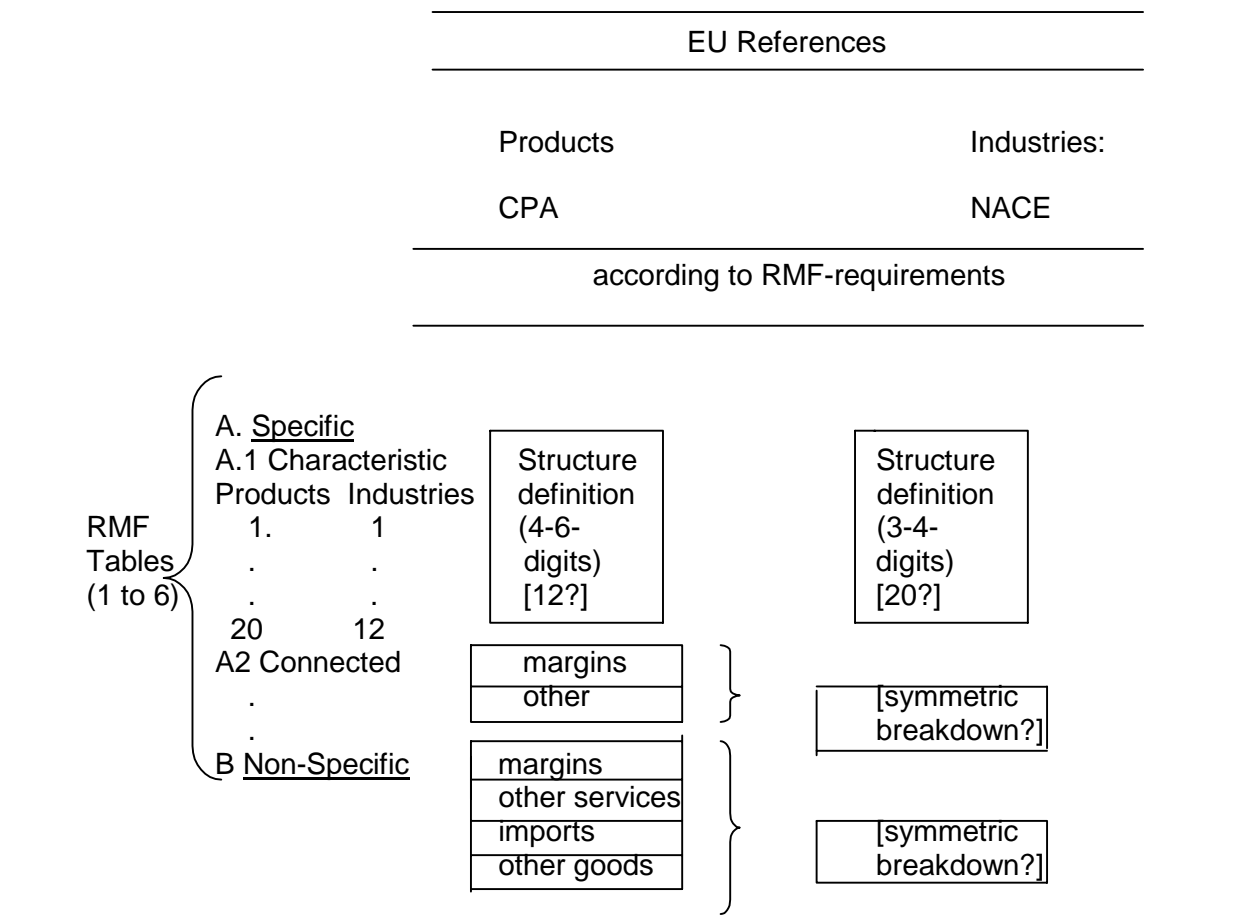 EU References
Products Industries:
CPA NACE
according to RMF-requirements
A. Specific
A.1 Characteristic Structure Structure
Products Industries definition definition
RMF 1. 1 (4-6- (3-4-
Tables . . digits) digits)
(1 to 6) . . [12?] [20?]
20 12
A2 Connected margins
. other [symmetric
. breakdown?]
B Non-Specific margins
other services
imports [symmetric
other goods breakdown?]